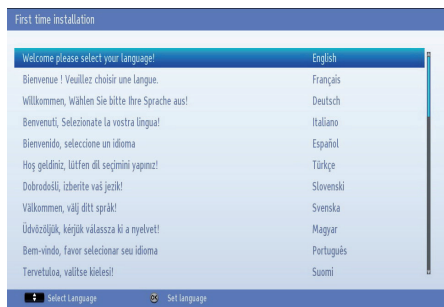 First time installation
Welcome please select your language! English
Bienvenue ! Veuillez choisir une langue. Français
Willkommen, Wählen Sie bitte Ihre Sprache aus! Deutsch
Benvenuti, Selezionate la vostra lingua! Italiano
Bienvenido, seleccione un idioma Español
Hoş geldiniz, lütfen dil seçimini yapınız! Türkçe
Dobrodošli, izberite vaš jezik! Slovenski
Välkommen, välj ditt språk! Svenska
Üdvözöljük, kérjük válassza ki a nyelvet! Magyar
Bem-vindo, favor selecionar seu idioma Português
Tervetuloa, valitse kielesi! Suomi
Select Language OK Set language